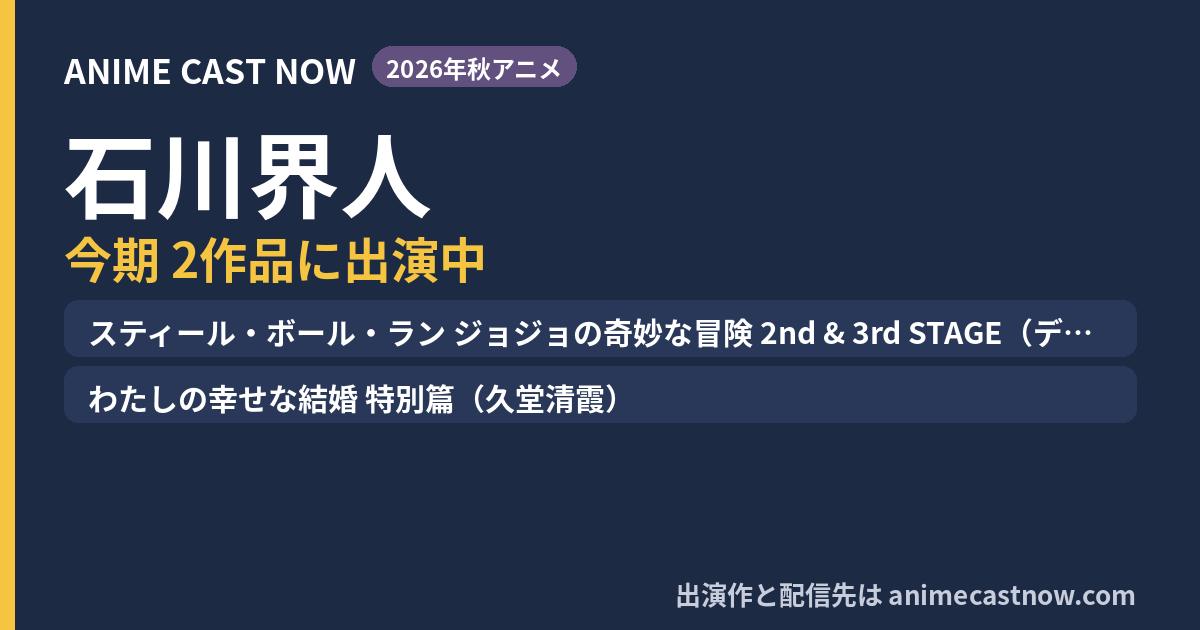 ANIME CAST NOW 2026年秋アニメ
石川界人
今期 2作品に出演中
スティール・ボール・ラン ジョジョの奇妙な冒険 2nd & 3rd STAGE（デ…
わたしの幸せな結婚 特別篇（久堂清霞）
出演作と配信先は animecastnow.com